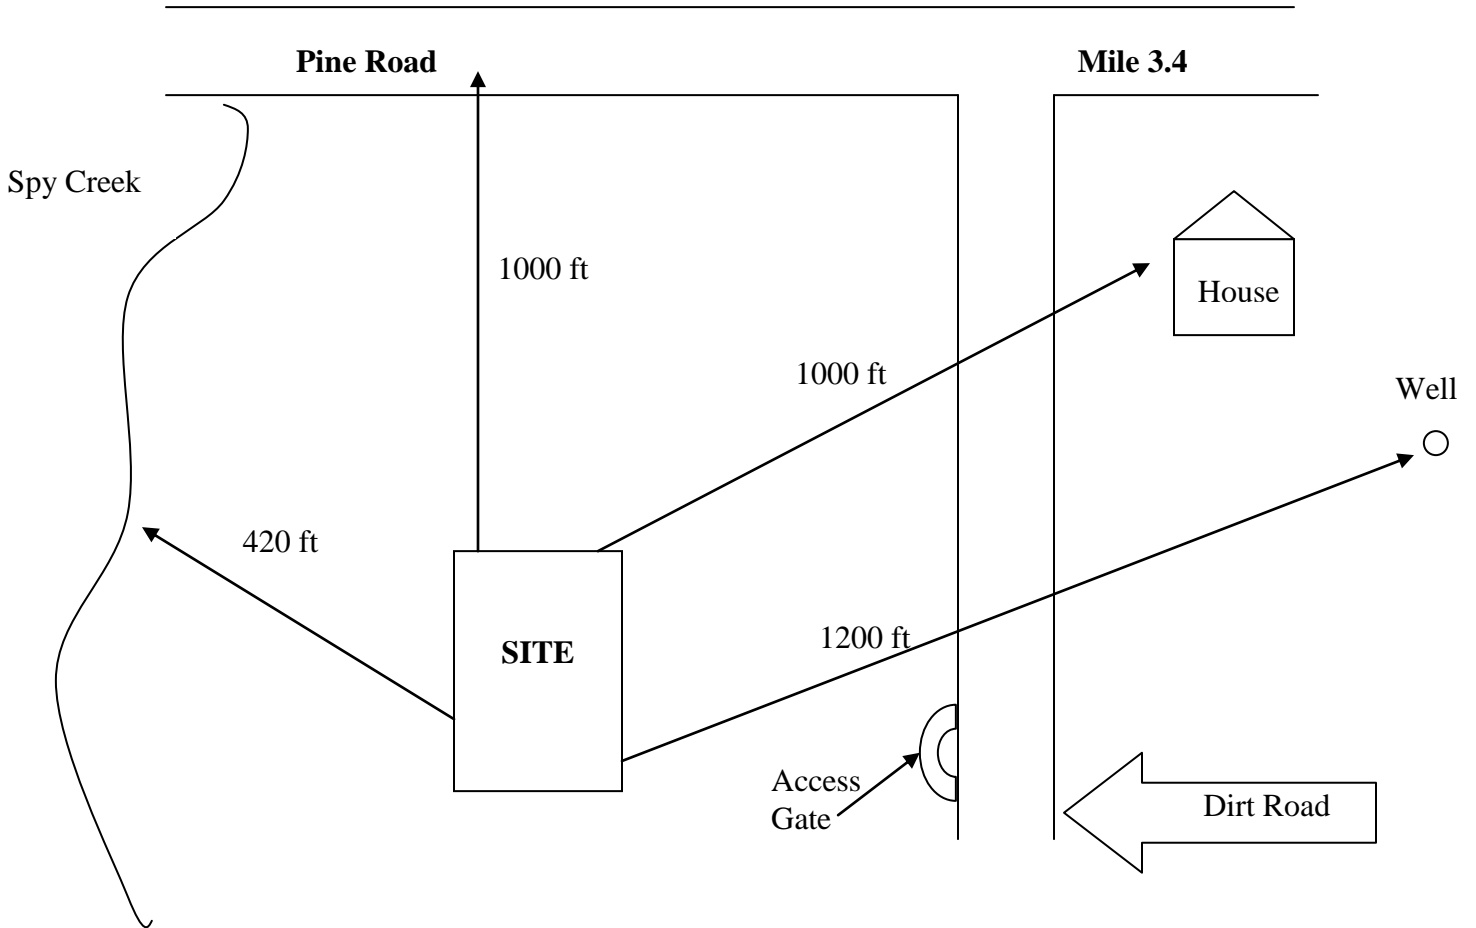 Pine Road
Mile 3.4
Spy Creek
1000 ft
House
1000 ft
Well
420 ft
1200 ft
SITE
Access
Gate
Dirt Road